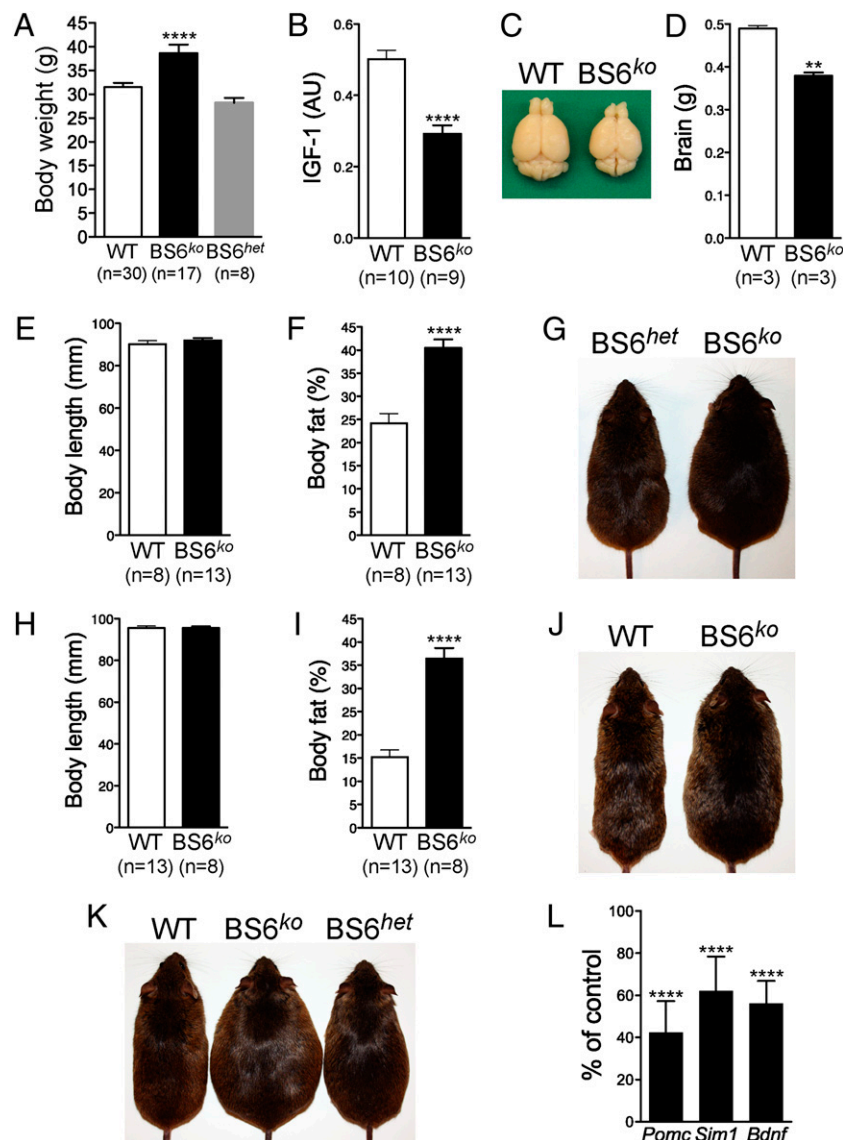 A
Body weight (g)
45
40
35
30
25
20
15
10
5
0
****
WT BS6ko BS6het
(n=30) (n=17) (n=8)
B
IGF-1 (AU)
0.6
0.4
0.2
0.0
****
WT BS6ko
(n=10) (n=9)
C
WT BS6ko
D
Brain (g)
0.5
0.4
0.3
0.2
0.1
0.0
**
WT BS6ko
(n=3) (n=3)
E
Body length (mm)
100
80
60
40
20
0
WT BS6ko
(n=8) (n=13)
F
Body fat (%)
45
40
35
30
25
20
15
10
5
0
****
WT BS6ko
(n=8) (n=13)
G
BS6het BS6ko
H
Body length (mm)
100
80
60
40
20
0
WT BS6ko
(n=13) (n=8)
I
Body fat (%)
45
40
35
30
25
20
15
10
5
0
****
WT BS6ko
(n=13) (n=8)
J
WT BS6ko
K
WT BS6ko BS6het
L
% of control
100
80
60
40
20
0
**** **** ****
Pomc Sim1 Bdnf